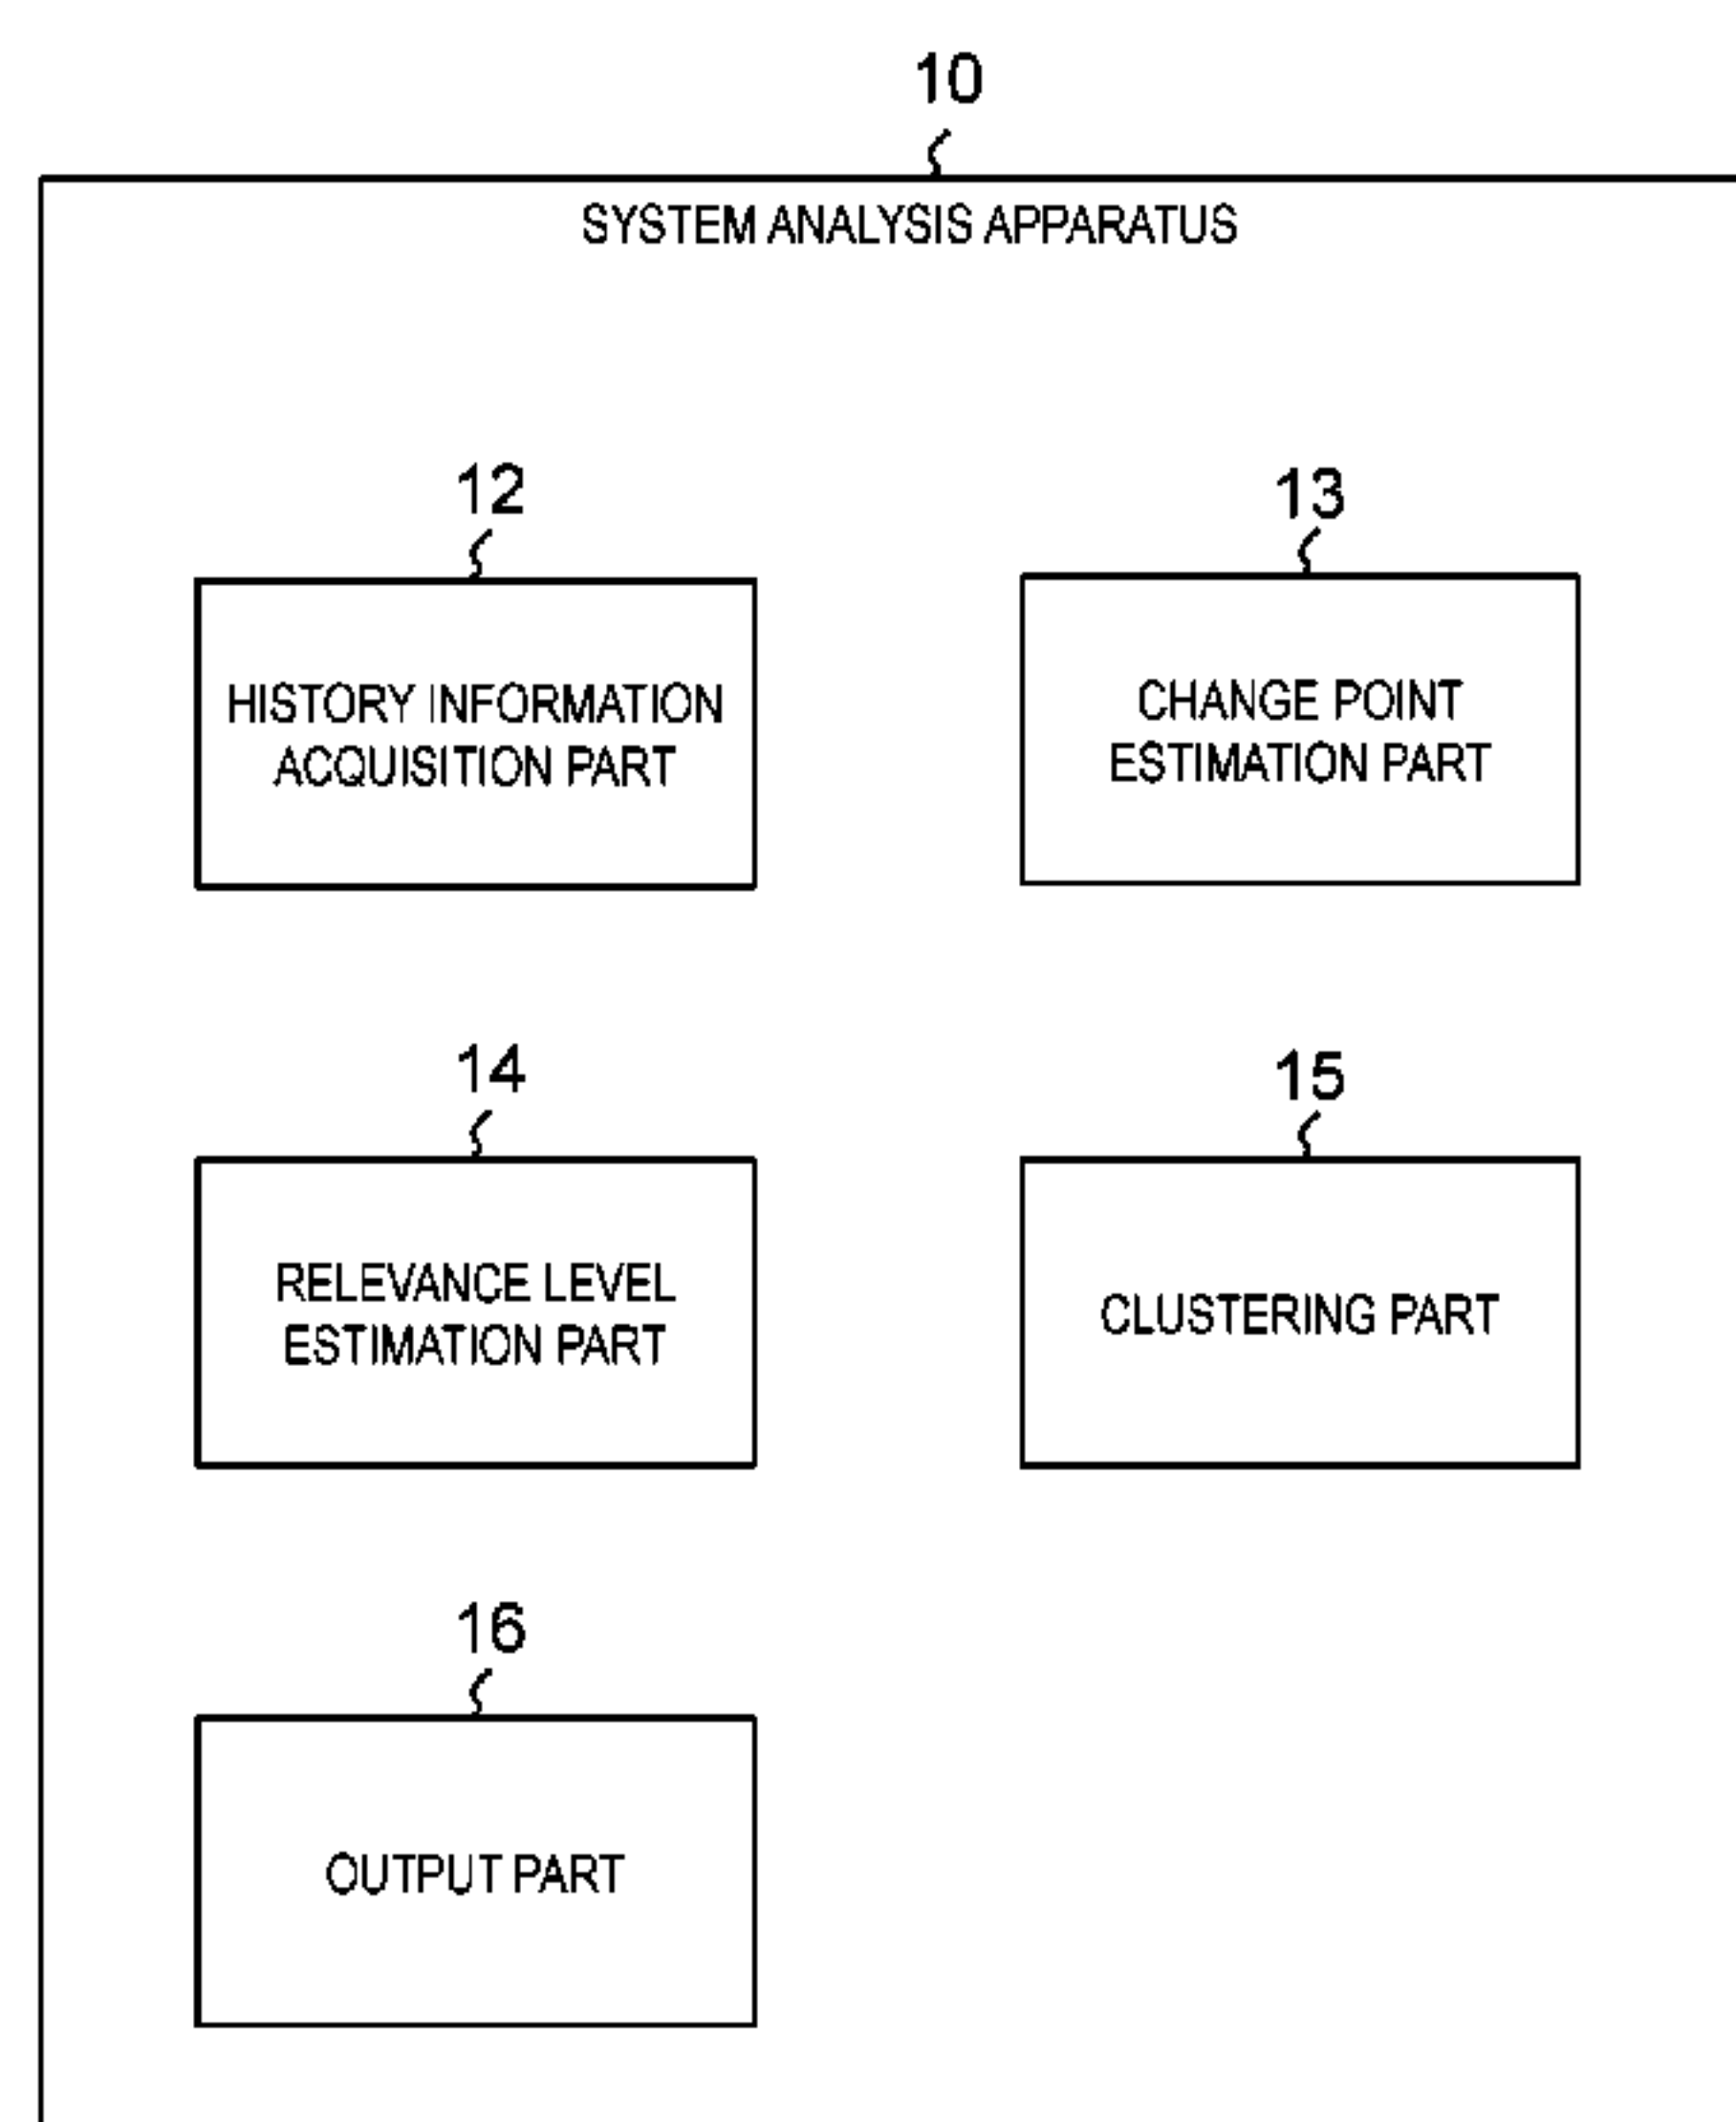 10
SYSTEM ANALYSIS APPARATUS
12
HISTORY INFORMATION
ACQUISITION PART
13
CHANGE POINT
ESTIMATION PART
14
RELEVANCE LEVEL
ESTIMATION PART
15
CLUSTERING PART
16
OUTPUT PART